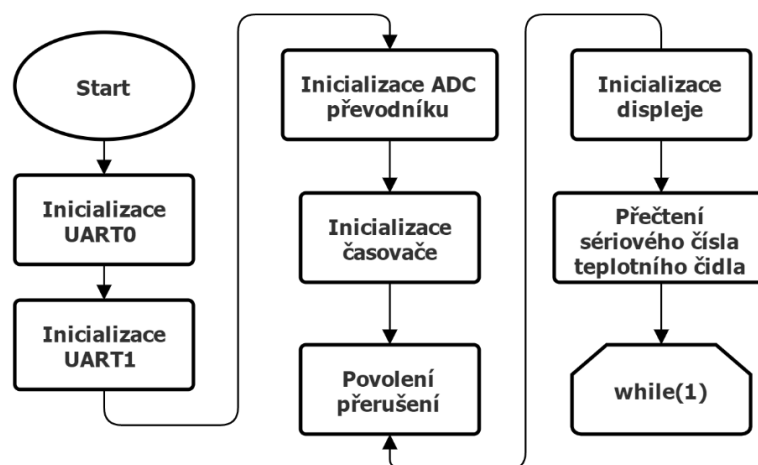 Start
Inicializace
UART0
Inicializace
UART1
Inicializace ADC
převodníku
Inicializace
časovače
Povolení
přerušení
Inicializace
displeje
Přečtení
sériového čísla
teplotního čidla
while(1)